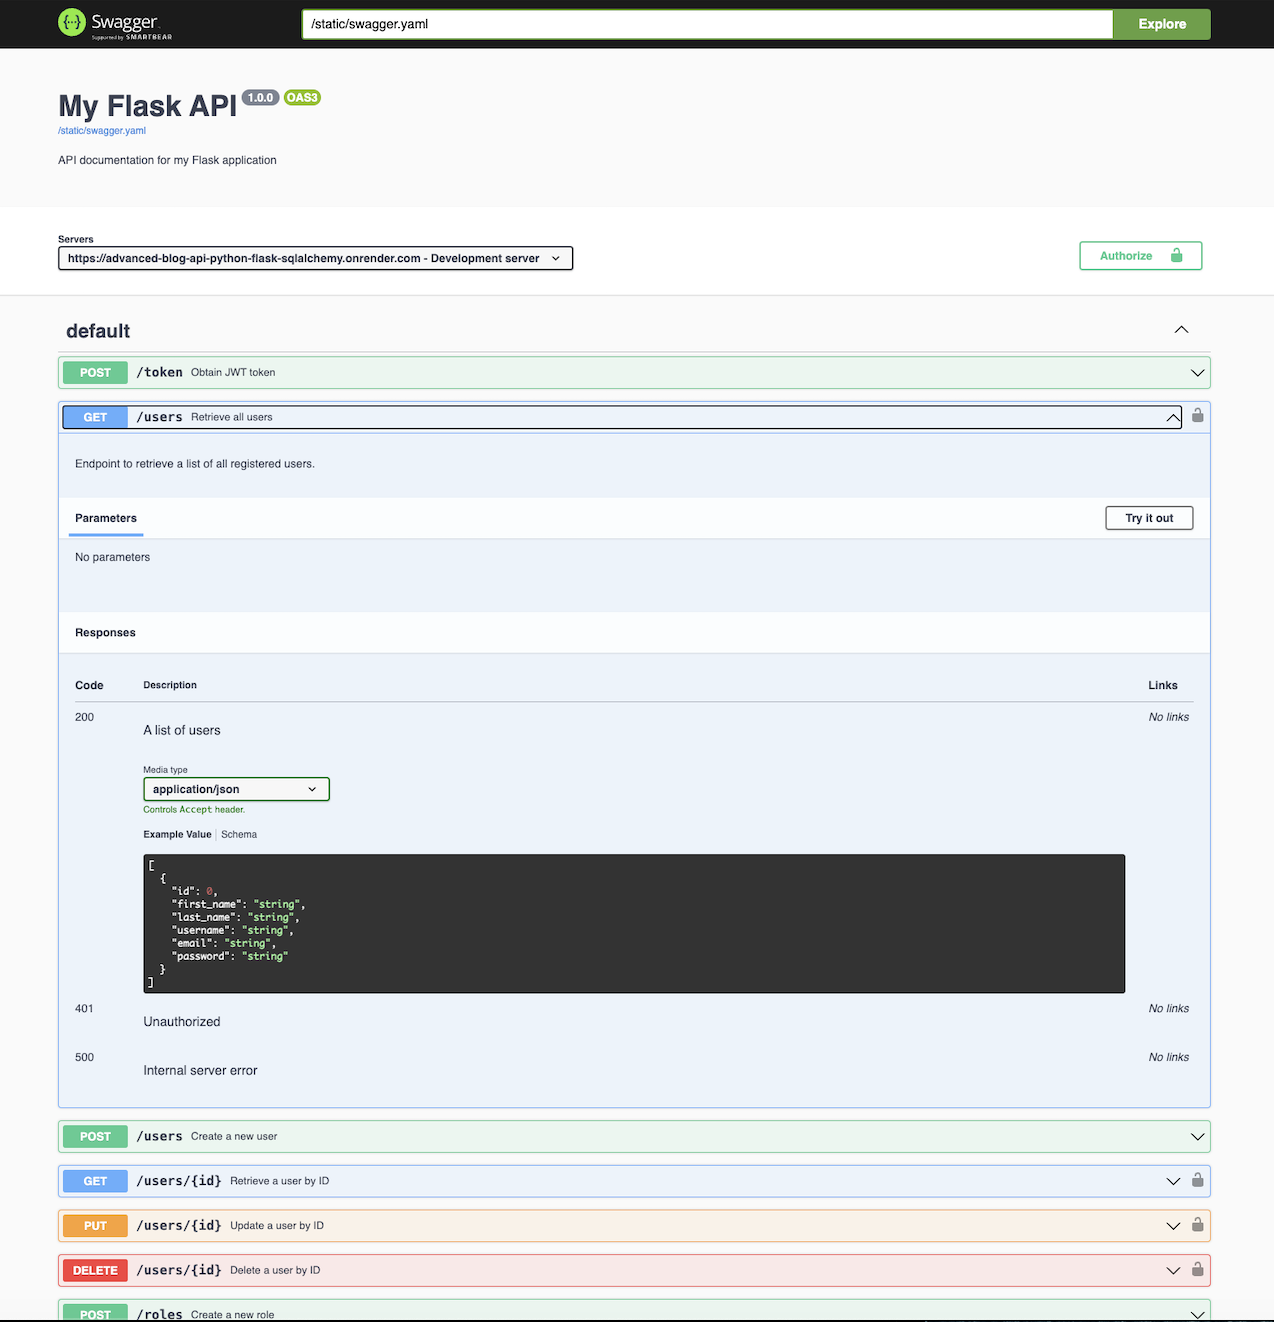 Swagger
Supported by SMARTBEAR
/static/swagger.yaml
Explore
My Flask API 1.0.0 OAS3
/static/swagger.yaml
API documentation for my Flask application
Servers
https://advanced-blog-api-python-flask-sqlalchemy.onrender.com - Development server
Authorize
default
POST /token Obtain JWT token
GET /users Retrieve all users
Endpoint to retrieve a list of all registered users.
Parameters
Try it out
No parameters
Responses
Code Description Links
200 No links
A list of users
Media type
application/json
Controls Accept header.
Example Value Schema
[
{
"id": 0,
"first_name": "string",
"last_name": "string",
"username": "string",
"email": "string",
"password": "string"
}
]
401 No links
Unauthorized
500 No links
Internal server error
POST /users Create a new user
GET /users/{id} Retrieve a user by ID
PUT /users/{id} Update a user by ID
DELETE /users/{id} Delete a user by ID
POST /roles Create a new role